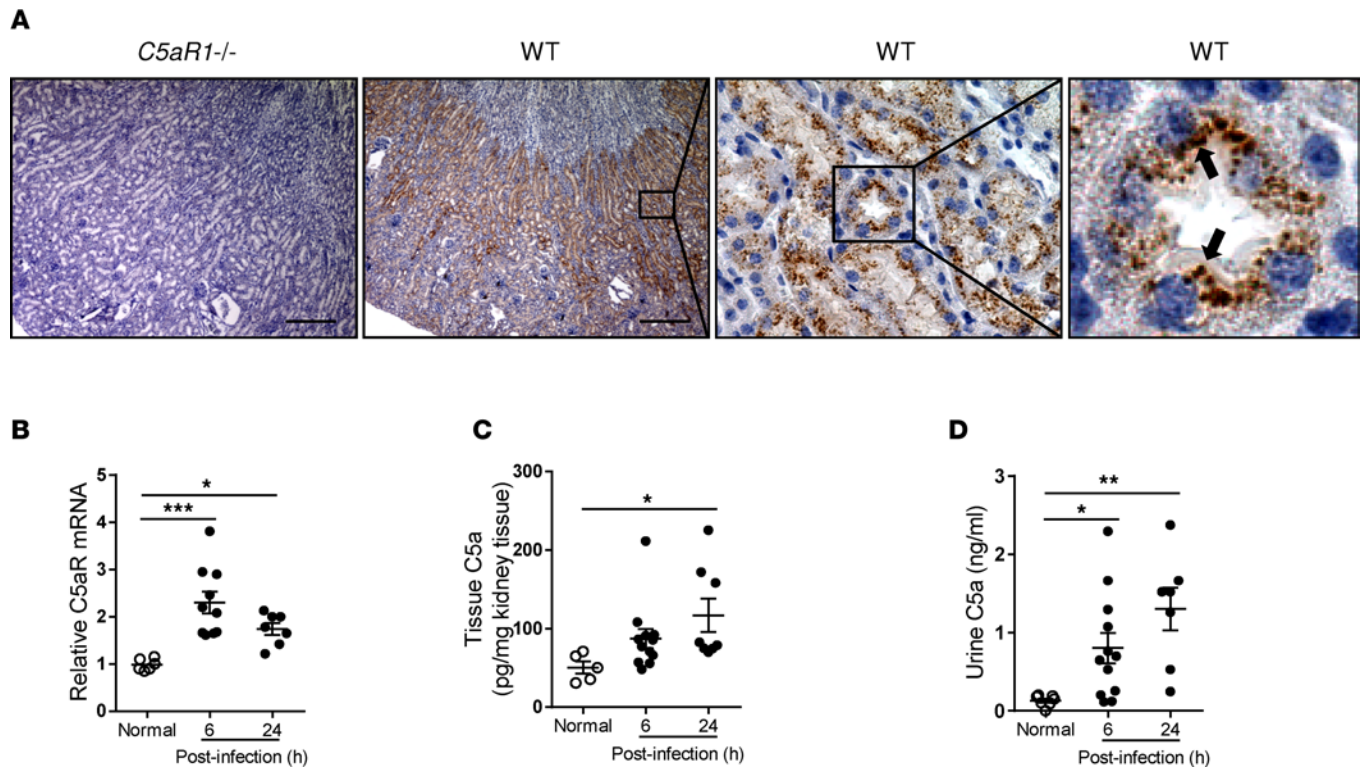 A
C5aR1-/-
WT
WT
WT
B
Relative C5aR mRNA
5
4
3
2
1
0
***
*
Normal
6
24
Post-infection (h)
C
Tissue C5a
(pg/mg kidney tissue)
300
200
100
0
*
Normal
6
24
Post-infection (h)
D
Urine C5a (ng/ml)
3
2
1
0
**
*
Normal
6
24
Post-infection (h)